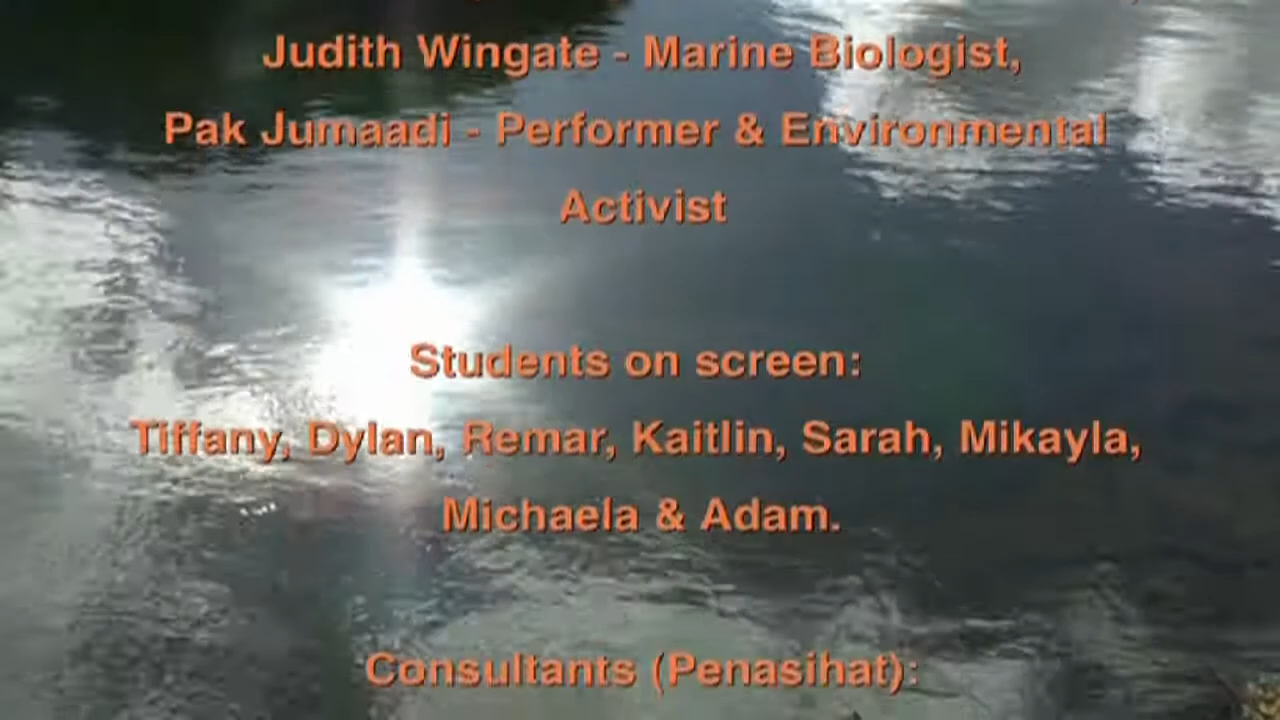 Judith Wingate - Marine Biologist,
Pak Jumaadi - Performer & Environmental
Activist
Students on screen:
Tiffany, Dylan, Remar, Kaitlin, Sarah, Mikayla,
Michaela & Adam.
Consultants (Penasihat):